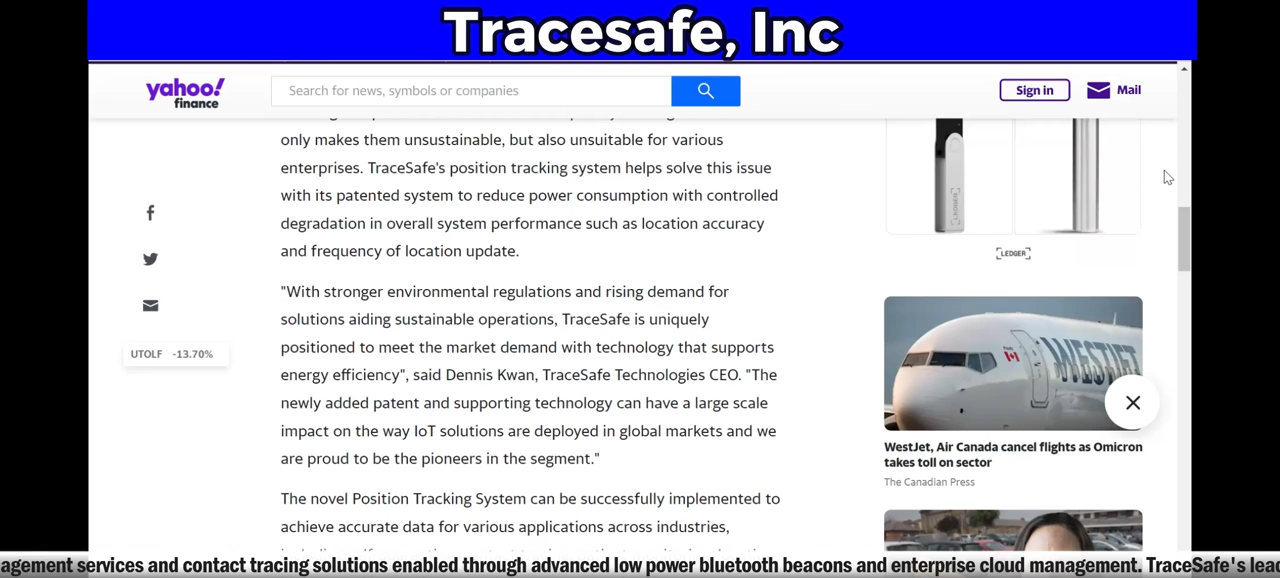 Tracesafe, Inc
yahoo!
finance
Search for news, symbols or companies
Sign in
Mail
only makes them unsustainable, but also unsuitable for various
enterprises. TraceSafe's position tracking system helps solve this issue
with its patented system to reduce power consumption with controlled
degradation in overall system performance such as location accuracy
and frequency of location update.
"With stronger environmental regulations and rising demand for
solutions aiding sustainable operations, TraceSafe is uniquely
positioned to meet the market demand with technology that supports
energy efficiency", said Dennis Kwan, TraceSafe Technologies CEO. "The
newly added patent and supporting technology can have a large scale
impact on the way IoT solutions are deployed in global markets and we
are proud to be the pioneers in the segment."
The novel Position Tracking System can be successfully implemented to
achieve accurate data for various applications across industries,
UTOLF -13.70%
LEDGER
LEDGER
WESTJET
WestJet, Air Canada cancel flights as Omicron
takes toll on sector
The Canadian Press
agement services and contact tracing solutions enabled through advanced low power bluetooth beacons and enterprise cloud management. TraceSafe's lea